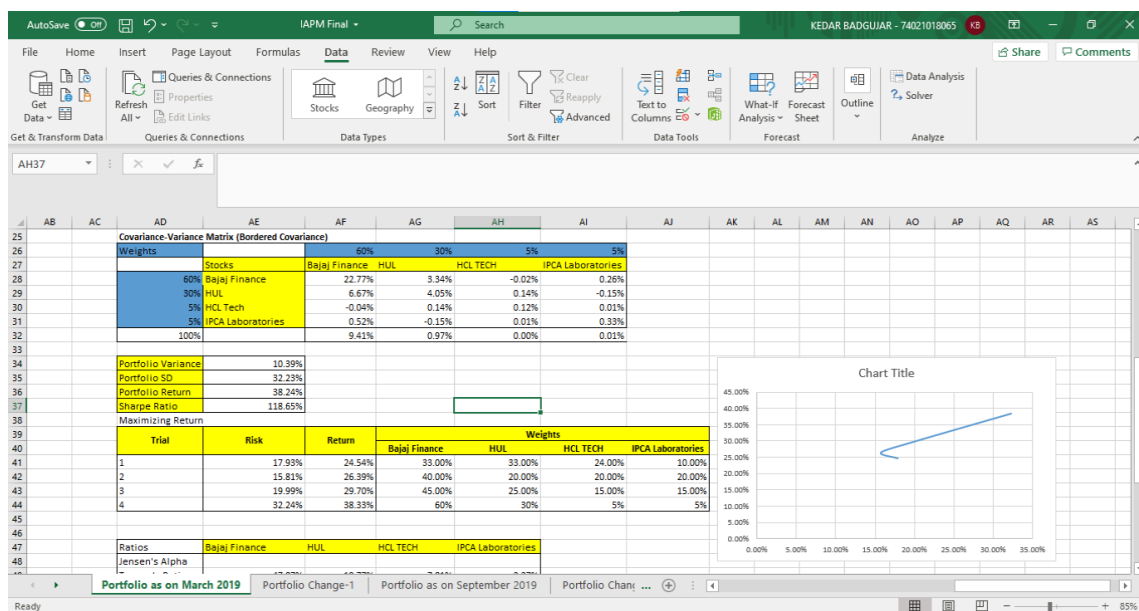 AutoSave Off IAPM Final Search KEDAR BADGUJAR - 74021018065 KB
File Home Insert Page Layout Formulas Data Review View Help Share Comments
Get Data
Refresh All
Queries & Connections
Properties
Edit Links
Stocks Geography
Sort Filter
Clear
Reapply
Advanced
Text to Columns
What-If Analysis Forecast Sheet
Outline
Data Analysis
Solver
Get & Transform Data Queries & Connections Data Types Sort & Filter Data Tools Forecast Analyze
AH37 fx
AB AC AD AE AF AG AH AI AJ AK AL AM AN AO AP AQ AR AS
25 Covariance-Variance Matrix (Bordered Covariance)
26 Weights 60% 30% 5% 5%
27 Stocks Bajaj Finance HUL HCL TECH IPCA Laboratories
28 60% Bajaj Finance 22.77% 3.34% -0.02% 0.26%
29 30% HUL 6.67% 4.05% 0.14% -0.15%
30 5% HCL Tech -0.04% 0.14% 0.12% 0.01%
31 5% IPCA Laboratories 0.52% -0.15% 0.01% 0.33%
32 100% 9.41% 0.97% 0.00% 0.01%
33
34 Portfolio Variance 10.39%
35 Portfolio SD 32.23%
36 Portfolio Return 38.24%
37 Sharpe Ratio 118.65%
38 Maximizing Return
39 Trial Risk Return Weights
40 Bajaj Finance HUL HCL TECH IPCA Laboratories
41 1 17.93% 24.54% 33.00% 33.00% 24.00% 10.00%
42 2 15.81% 26.39% 40.00% 20.00% 20.00% 20.00%
43 3 19.99% 29.70% 45.00% 25.00% 15.00% 15.00%
44 4 32.24% 38.33% 60% 30% 5% 5%
45
46
47 Ratios Bajaj Finance HUL HCL TECH IPCA Laboratories
48 Jensen's Alpha
Chart Title
45.00%
40.00%
35.00%
30.00%
25.00%
20.00%
15.00%
10.00%
5.00%
0.00%
0.00% 5.00% 10.00% 15.00% 20.00% 25.00% 30.00% 35.00%
Portfolio as on March 2019 Portfolio Change-1 Portfolio as on September 2019 Portfolio Chan ...
Ready 85%